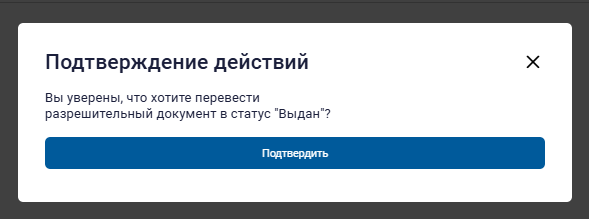 Подтверждение действий
Вы уверены, что хотите перевести
разрешительный документ в статус "Выдан"?
Подтвердить